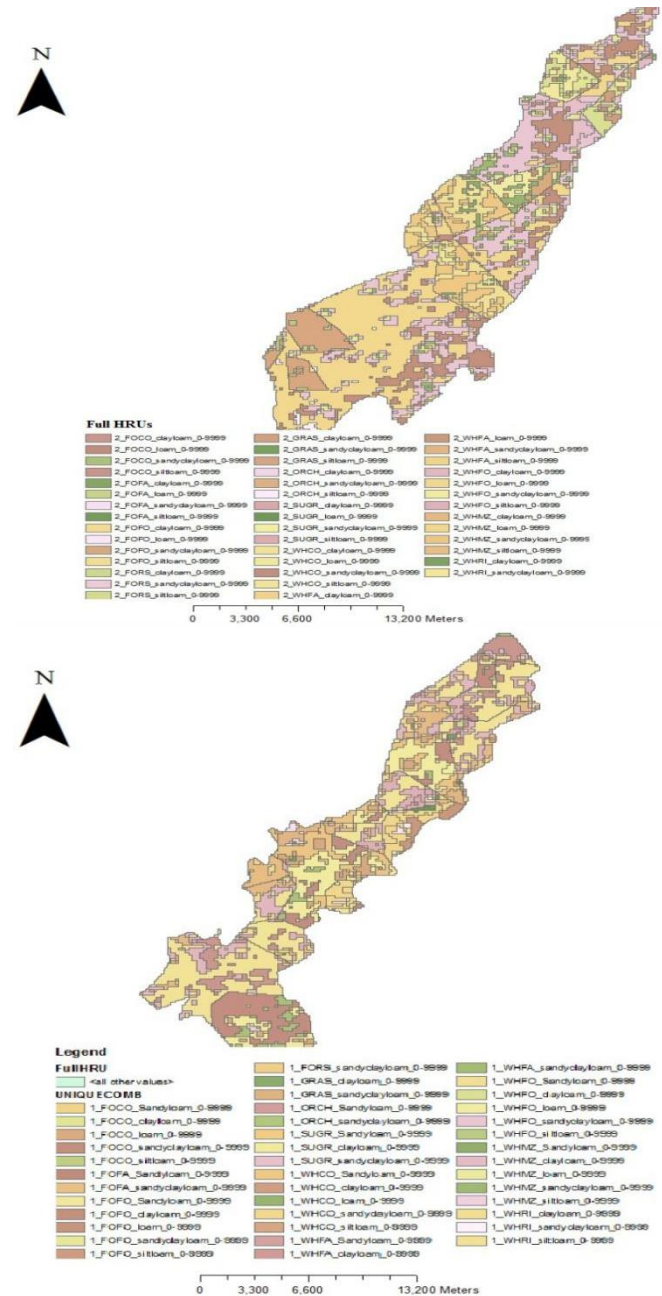 N
Full HRUs
2_FOCO_clayloam_0-9999
2_FOCO_loam_0-9999
2_FOCO_sandyclayloam_0-9999
2_FOCO_siltloam_0-9999
2_FOFA_clayloam_0-9999
2_FOFA_loam_0-9999
2_FOFA_sandyclayloam_0-9999
2_FOFA_siltloam_0-9999
2_FOFO_clayloam_0-9999
2_FOFO_loam_0-9999
2_FOFO_sandyclayloam_0-9999
2_FOFO_siltloam_0-9999
2_FORS_clayloam_0-9999
2_FORS_siltloam_0-9999
2_GRAS_clayloam_0-9999
2_GRAS_sandyclayloam_0-9999
2_GRAS_siltloam_0-9999
2_ORCH_clayloam_0-9999
2_ORCH_sandyclayloam_0-9999
2_ORCH_siltloam_0-9999
2_SUGR_clayloam_0-9999
2_SUGR_loam_0-9999
2_SUGR_sandyclayloam_0-9999
2_SUGR_siltloam_0-9999
2_WHCO_clayloam_0-9999
2_WHCO_loam_0-9999
2_WHCO_sandyclayloam_0-9999
2_WHCO_siltloam_0-9999
2_WHFA_clayloam_0-9999
2_WHFA_loam_0-9999
2_WHFA_sandyclayloam_0-9999
2_WHFA_siltloam_0-9999
2_WHFO_clayloam_0-9999
2_WHFO_loam_0-9999
2_WHFO_sandyclayloam_0-9999
2_WHFO_siltloam_0-9999
2_WHMZ_clayloam_0-9999
2_WHMZ_loam_0-9999
2_WHMZ_sandyclayloam_0-9999
2_WHMZ_siltloam_0-9999
2_WHRI_clayloam_0-9999
2_WHRI_sandyclayloam_0-9999
0 3,300 6,600 13,200 Meters
N
Legend
FullHRU
<all other values>
UNIQUECOMB
1_FOCO_Sandyloam_0-9999
1_FOCO_clayloam_0-9999
1_FOCO_loam_0-9999
1_FOCO_sandyclayloam_0-9999
1_FOCO_siltloam_0-9999
1_FOFA_Sandyloam_0-9999
1_FOFA_sandyclayloam_0-9999
1_FOFO_Sandyloam_0-9999
1_FOFO_clayloam_0-9999
1_FOFO_loam_0-9999
1_FOFO_sandyclayloam_0-9999
1_FOFO_siltloam_0-9999
1_FORS_sandyclayloam_0-9999
1_GRAS_clayloam_0-9999
1_GRAS_sandyclayloam_0-9999
1_ORCH_Sandyloam_0-9999
1_ORCH_sandyclayloam_0-9999
1_SUGR_Sandyloam_0-9999
1_SUGR_clayloam_0-9999
1_SUGR_sandyclayloam_0-9999
1_WHCO_Sandyloam_0-9999
1_WHCO_clayloam_0-9999
1_WHCO_loam_0-9999
1_WHCO_sandyclayloam_0-9999
1_WHCO_siltloam_0-9999
1_WHFA_Sandyloam_0-9999
1_WHFA_clayloam_0-9999
1_WHFA_sandyclayloam_0-9999
1_WHFO_Sandyloam_0-9999
1_WHFO_clayloam_0-9999
1_WHFO_loam_0-9999
1_WHFO_sandyclayloam_0-9999
1_WHFO_siltloam_0-9999
1_WHMZ_Sandyloam_0-9999
1_WHMZ_clayloam_0-9999
1_WHMZ_loam_0-9999
1_WHMZ_sandyclayloam_0-9999
1_WHMZ_siltloam_0-9999
1_WHRI_clayloam_0-9999
1_WHRI_sandyclayloam_0-9999
1_WHRI_siltloam_0-9999
0 3,300 6,600 13,200 Meters